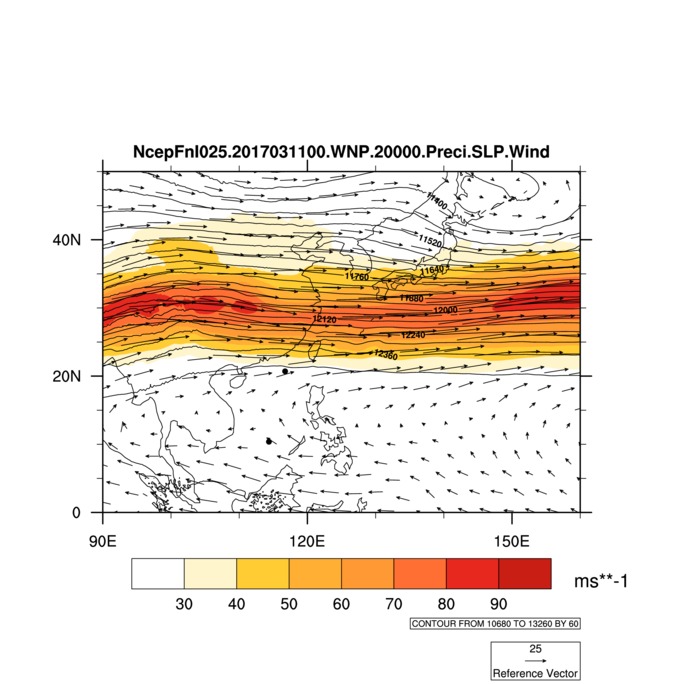 NcepFnl025.2017031100.WNP.20000.Preci.SLP.Wind
11400
40N
11520
11640
11760
11880
12000
12120
12240
12360
20N
0
90E 120E 150E
ms**-1
30 40 50 60 70 80 90
CONTOUR FROM 10680 TO 13260 BY 60
25
Reference Vector